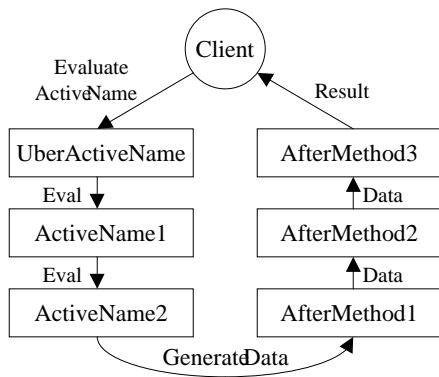 Client
Evaluate
ActiveName
Result
UberActiveName
AfterMethod3
Eval
Data
ActiveName1
AfterMethod2
Eval
Data
ActiveName2
AfterMethod1
GenerateData